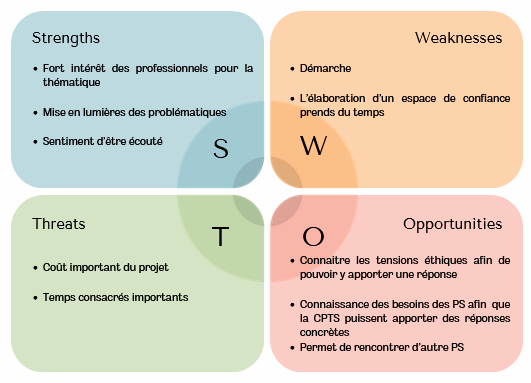 Strengths
• Fort intérêt des professionnels pour la
thématique
• Mise en lumières des problématiques
• Sentiment d'être écouté
S
Weaknesses
• Démarche
• L'élaboration d'un espace de confiance
prends du temps
W
Threats
T
• Coût important du projet
• Temps consacrés importants
Opportunities
O
• Connaitre les tensions éthiques afin de
pouvoir y apporter une réponse
• Connaissance des besoins des PS afin que
la CPTS puissent apporter des réponses
concrètes
• Permet de rencontrer d'autre PS